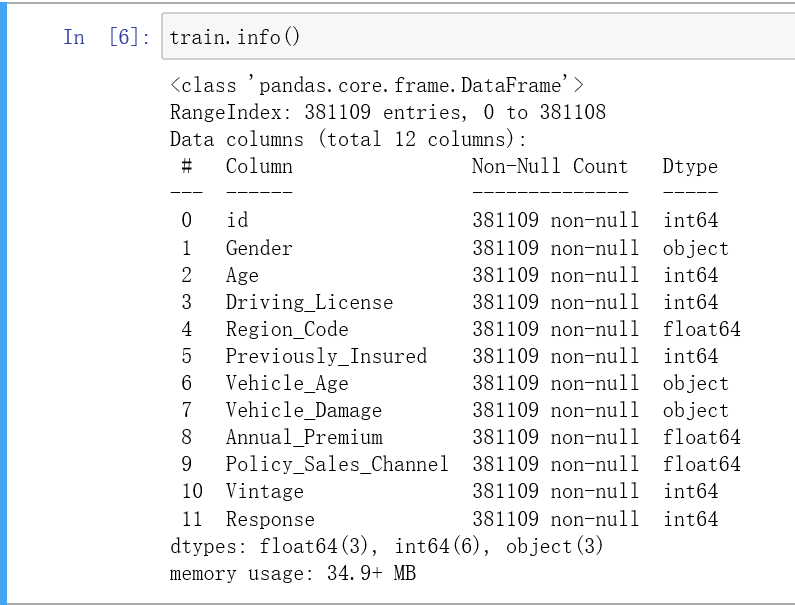 In [6]: train.info()
<class 'pandas.core.frame.DataFrame'>
RangeIndex: 381109 entries, 0 to 381108
Data columns (total 12 columns):
 #   Column                Non-Null Count   Dtype
---  ------                --------------   -----
 0   id                    381109 non-null  int64
 1   Gender                381109 non-null  object
 2   Age                   381109 non-null  int64
 3   Driving_License       381109 non-null  int64
 4   Region_Code           381109 non-null  float64
 5   Previously_Insured    381109 non-null  int64
 6   Vehicle_Age           381109 non-null  object
 7   Vehicle_Damage        381109 non-null  object
 8   Annual_Premium        381109 non-null  float64
 9   Policy_Sales_Channel  381109 non-null  float64
 10  Vintage               381109 non-null  int64
 11  Response              381109 non-null  int64
dtypes: float64(3), int64(6), object(3)
memory usage: 34.9+ MB